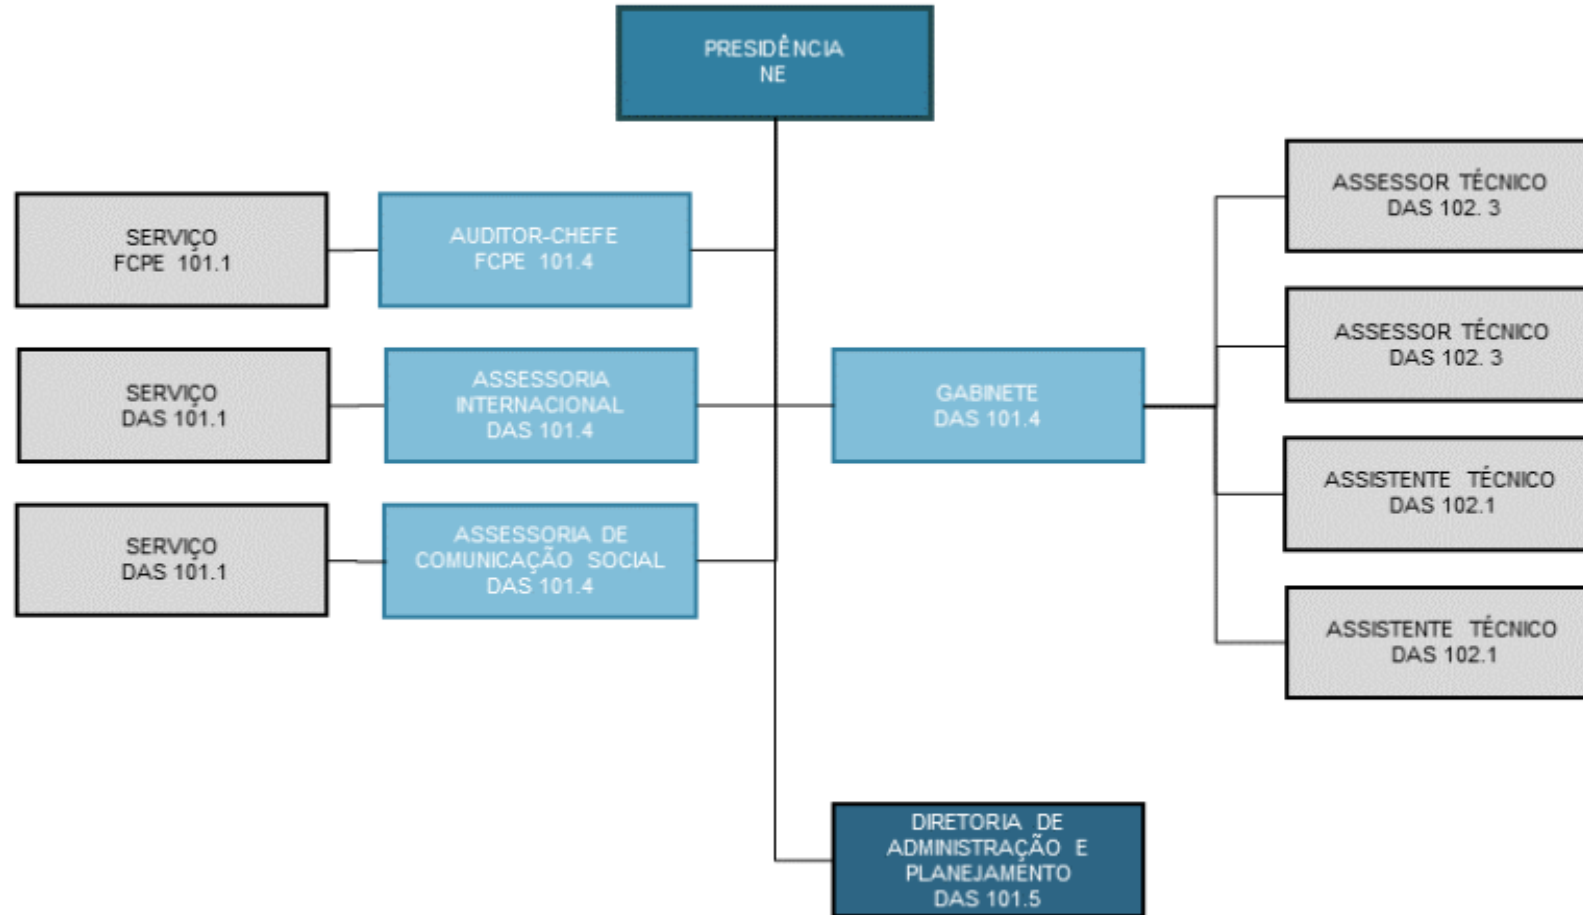 PRESIDÊNCIA
NE
SERVIÇO
FCPE 101.1
AUDITOR-CHEFE
FCPE 101.4
SERVIÇO
DAS 101.1
ASSESSORIA
INTERNACIONAL
DAS 101.4
SERVIÇO
DAS 101.1
ASSESSORIA DE
COMUNICAÇÃO SOCIAL
DAS 101.4
GABINETE
DAS 101.4
ASSESSOR TÉCNICO
DAS 102. 3
ASSESSOR TÉCNICO
DAS 102. 3
ASSISTENTE TÉCNICO
DAS 102.1
ASSISTENTE TÉCNICO
DAS 102.1
DIRETORIA DE
ADMINISTRAÇÃO E
PLANEJAMENTO
DAS 101.5